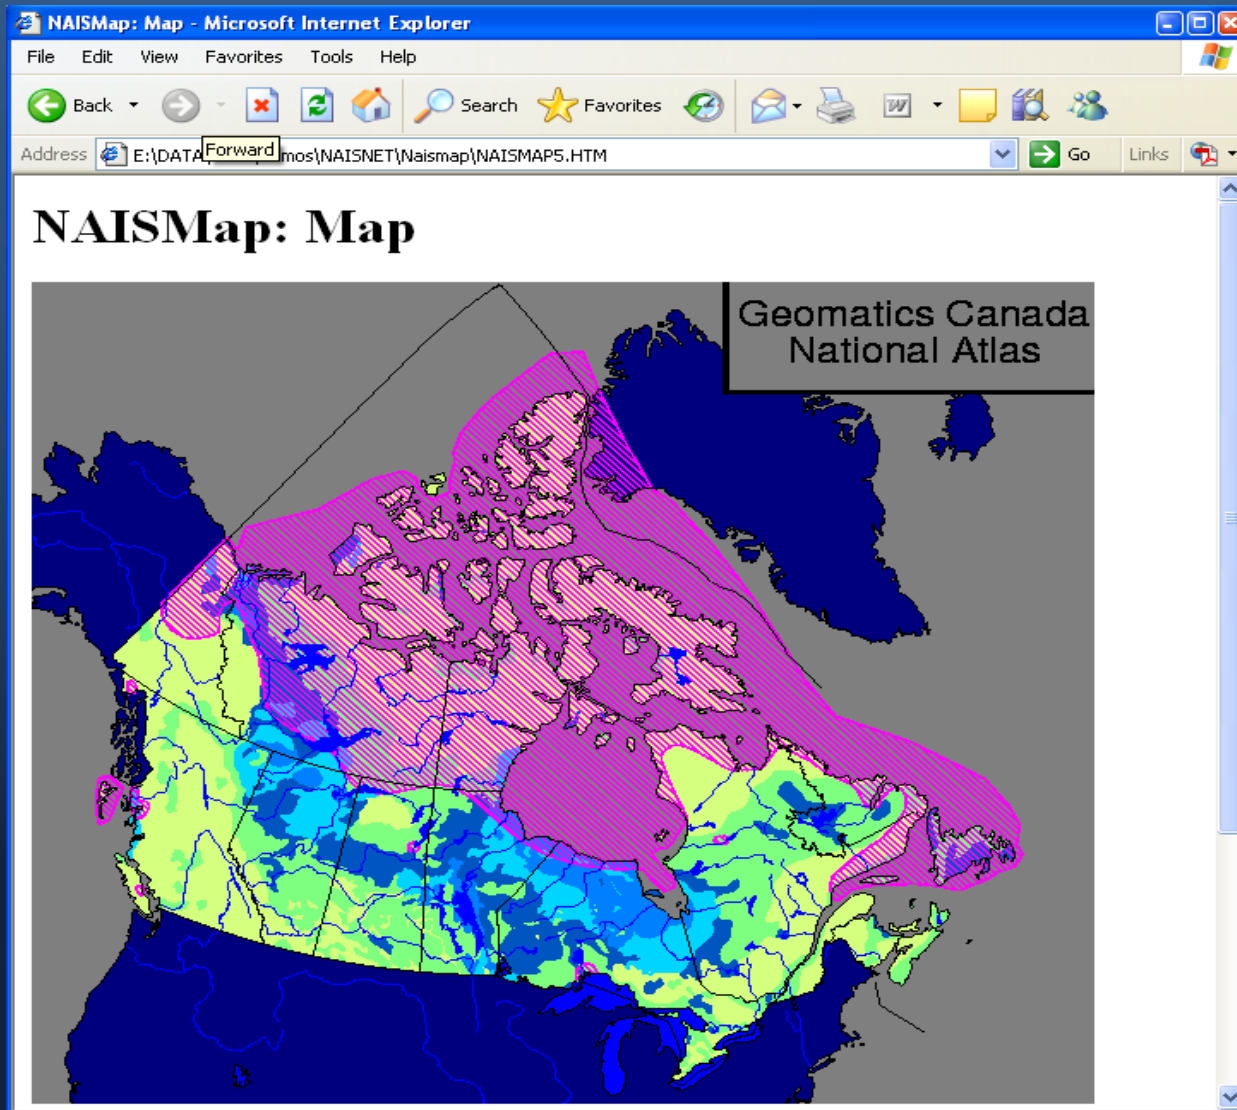 NAISMap: Map - Microsoft Internet Explorer
File Edit View Favorites Tools Help
Back Search Favorites
Address E:\DATA mos\NAISNET\Naismap\NAISMAP5.HTM Go Links
Forward
NAISMap: Map
Geomatics Canada
National Atlas